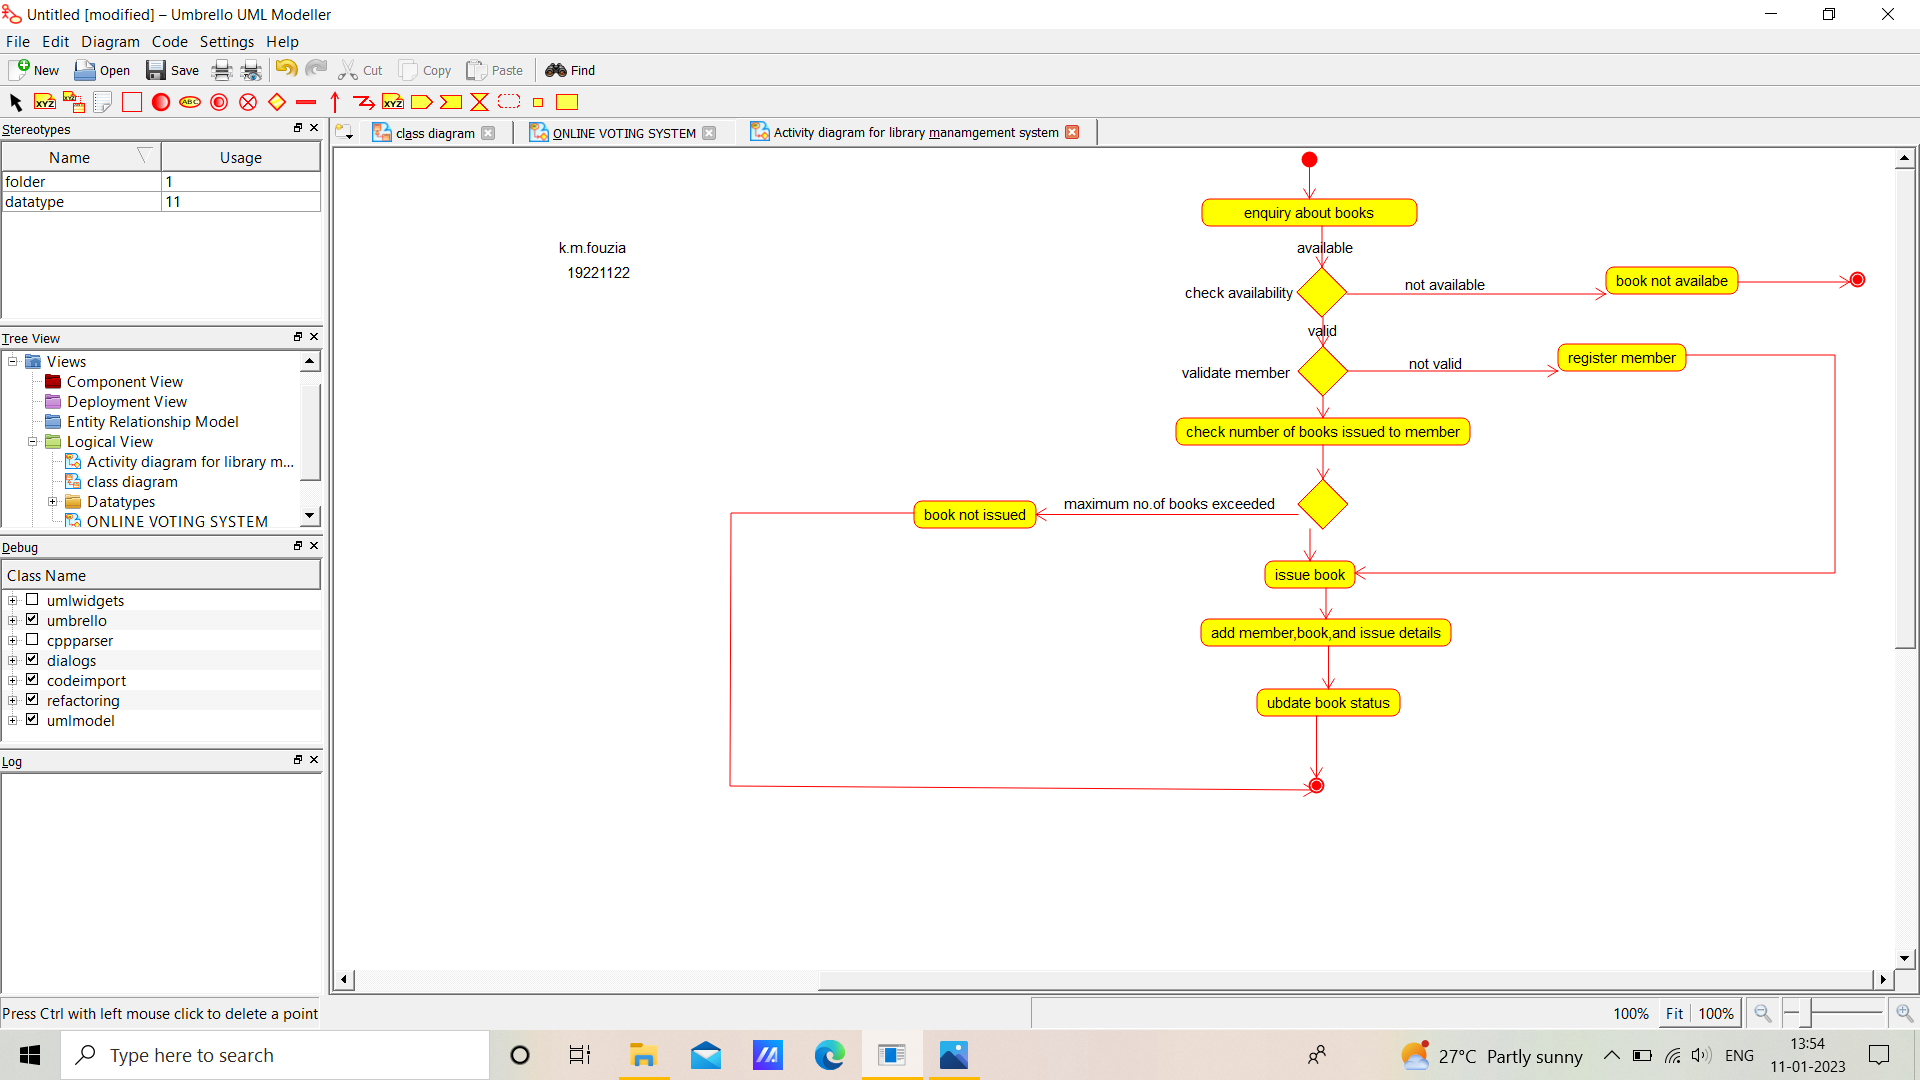 Untitled [modified] – Umbrello UML Modeller
File Edit Diagram Code Settings Help
New Open Save Cut Copy Paste Find
XYZ XYZ ABC XYZ
Stereotypes
Name Usage
folder 1
datatype 11
Tree View
Views
Component View
Deployment View
Entity Relationship Model
Logical View
Activity diagram for library m...
class diagram
Datatypes
ONLINE VOTING SYSTEM
Debug
Class Name
umlwidgets
umbrello
cppparser
dialogs
codeimport
refactoring
umlmodel
Log
class diagram
ONLINE VOTING SYSTEM
Activity diagram for library manamgement system
k.m.fouzia
19221122
enquiry about books
available
check availability
not available
book not availabe
valid
validate member
not valid
register member
check number of books issued to member
maximum no.of books exceeded
book not issued
issue book
add member,book,and issue details
ubdate book status
Press Ctrl with left mouse click to delete a point
100% Fit 100%
Type here to search
27°C Partly sunny
ENG
13:54
11-01-2023